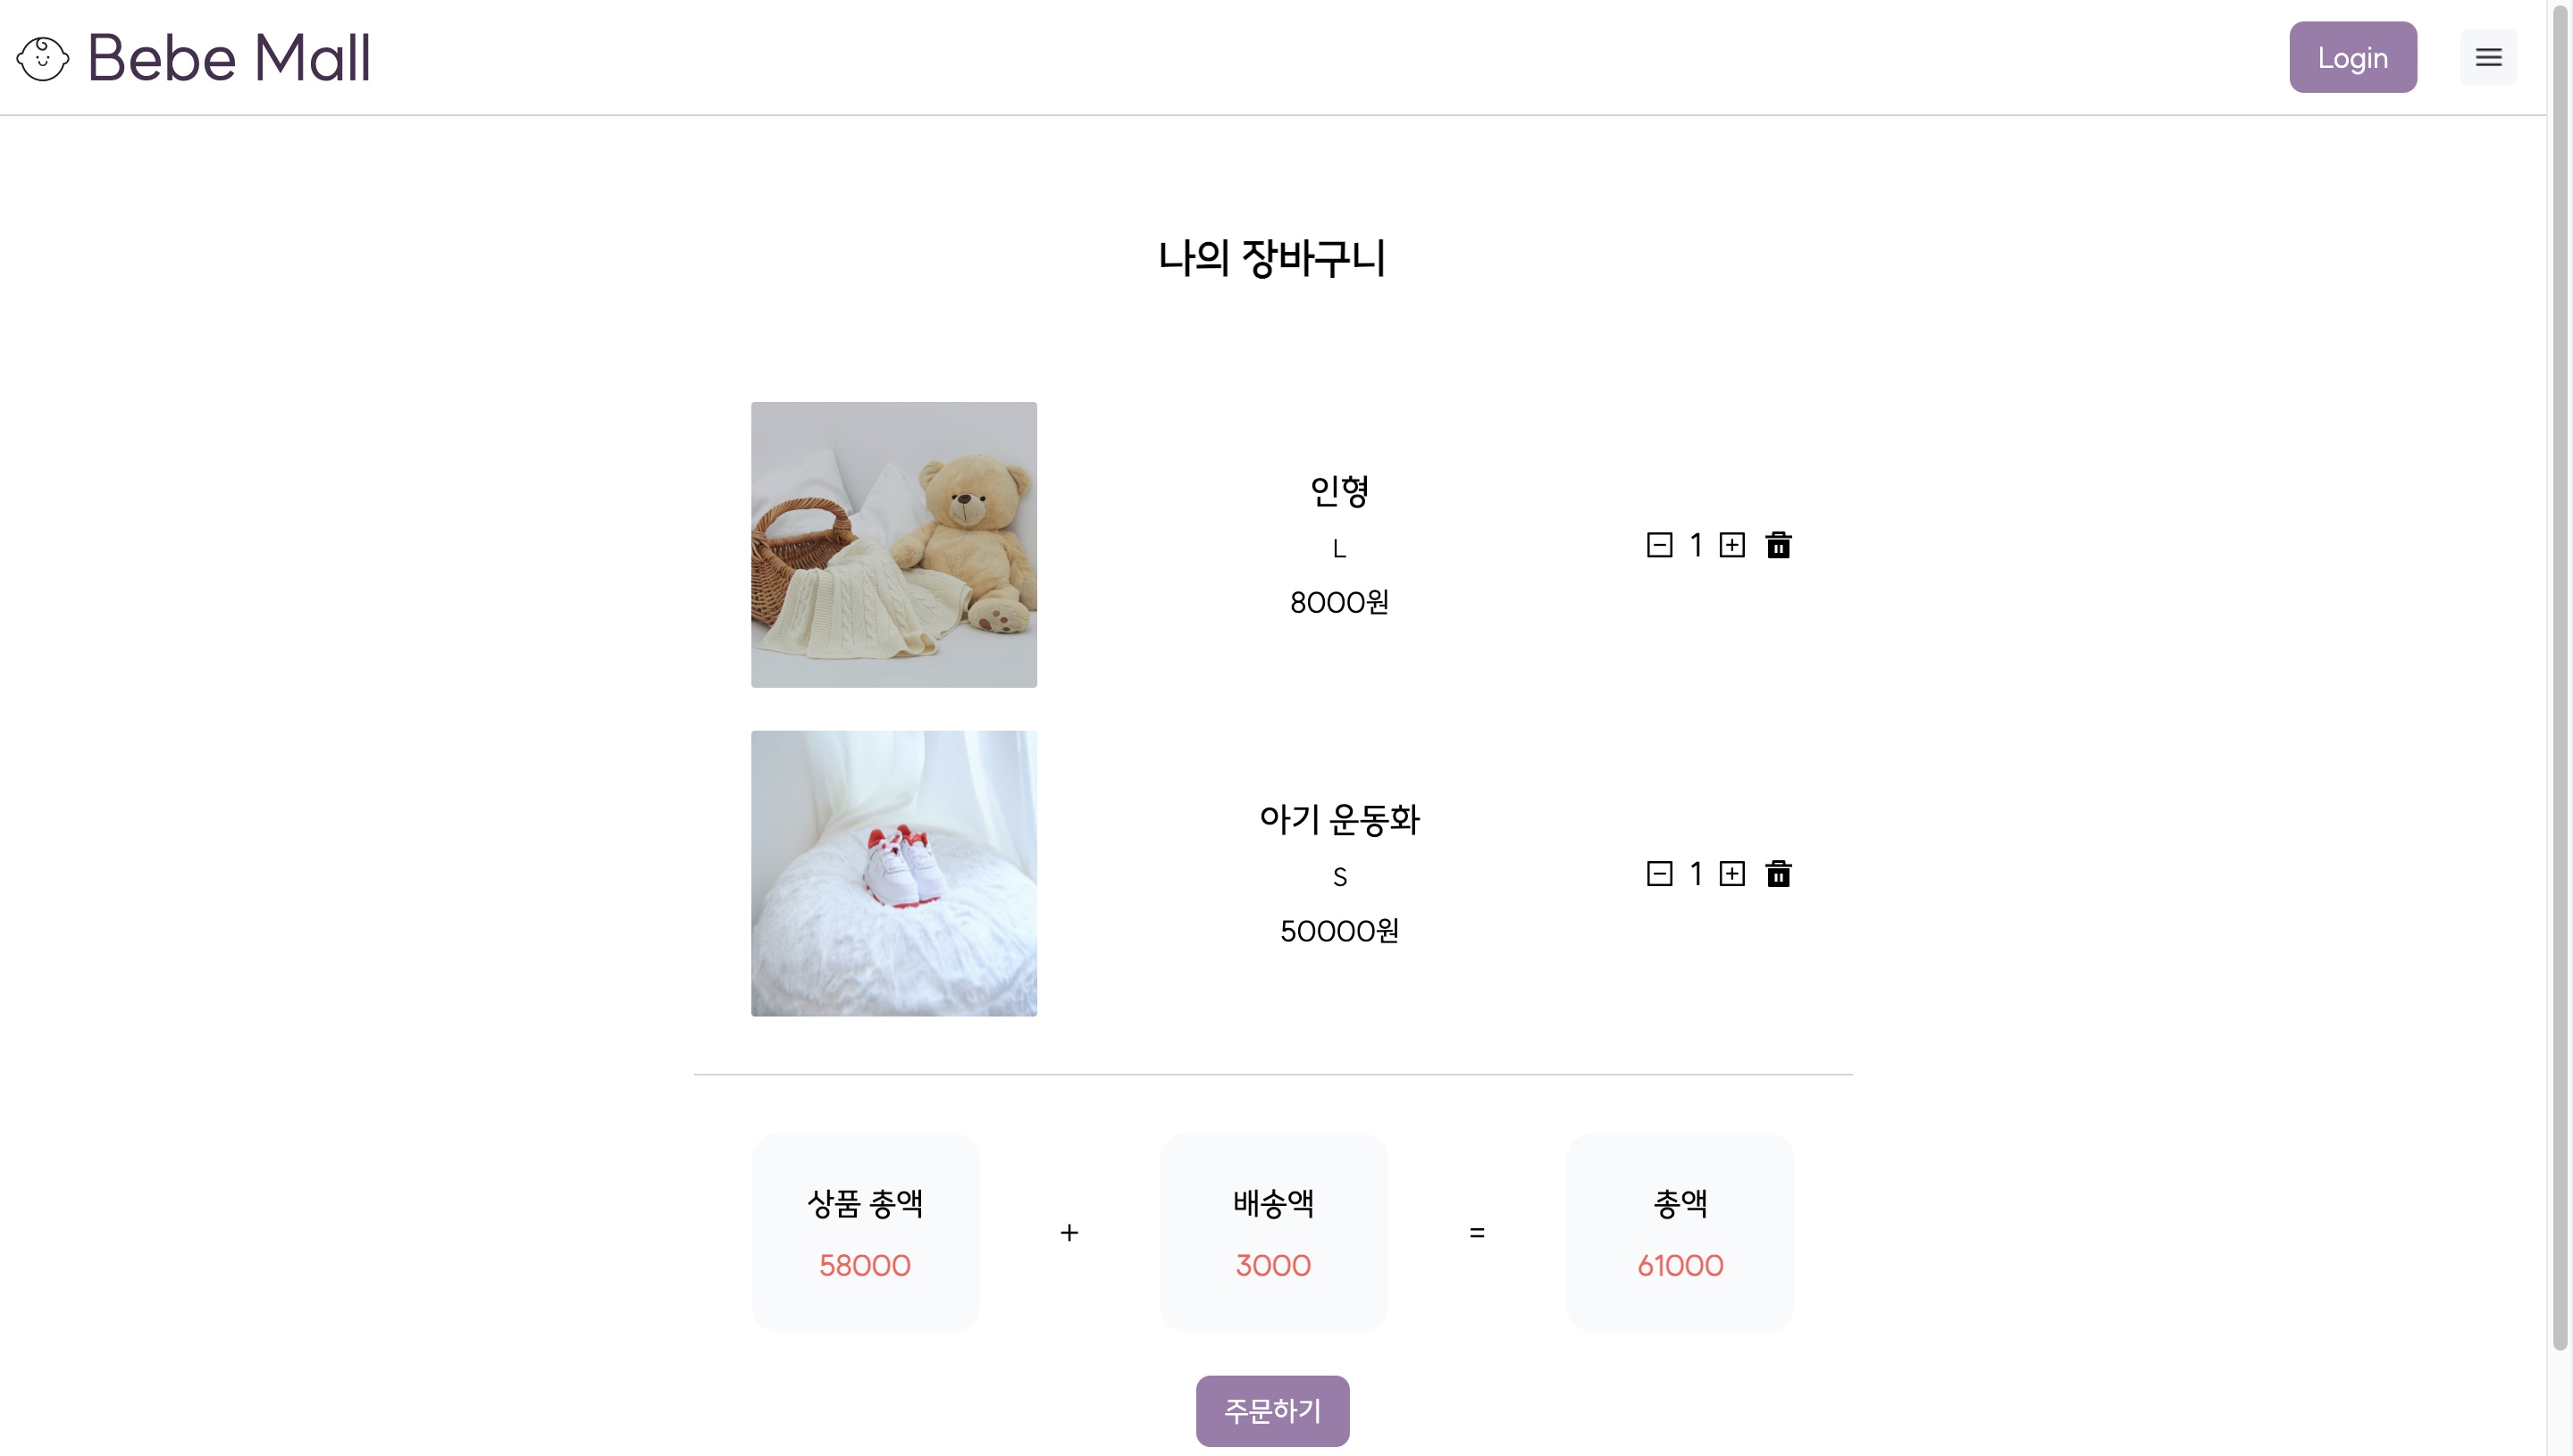 Bebe Mall
Login
나의 장바구니
인형
L
1
8000원
아기 운동화
S
1
50000원
상품 총액
58000
+
배송액
3000
=
총액
61000
주문하기